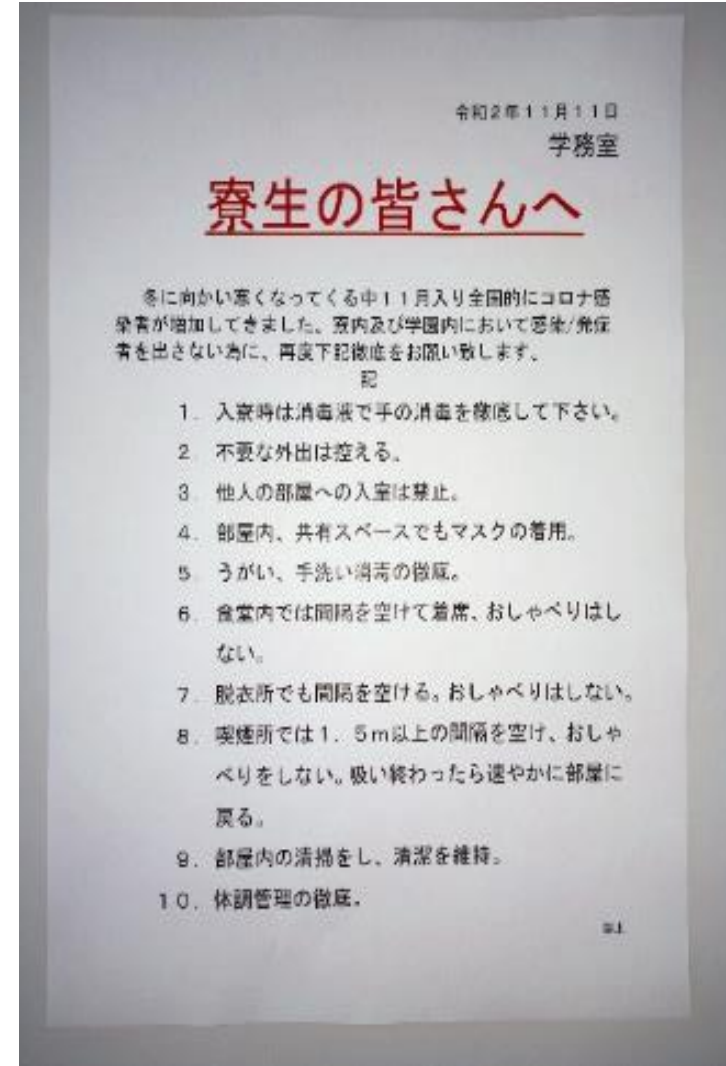 令和2年11月11日
学務室
寮生の皆さんへ
冬に向かい寒くなってくる中11月入り全国的にコロナ感
染者が増加してきました。寮内及び学園内において感染/発症
者を出さない為に、再度下記徹底をお願い致します。
記
1. 入寮時は消毒液で手の消毒を徹底して下さい。
2. 不要な外出は控える。
3. 他人の部屋への入室は禁止。
4. 部屋内、共有スペースでもマスクの着用。
5. うがい、手洗い消毒の徹底。
6. 食堂内では間隔を空けて着席、おしゃべりはし
ない。
7. 脱衣所でも間隔を空ける。おしゃべりはしない。
8. 喫煙所では1.5m以上の間隔を空け、おしゃ
べりをしない。吸い終わったら速やかに部屋に
戻る。
9. 部屋内の清掃をし、清潔を維持。
10. 体調管理の徹底。
以上